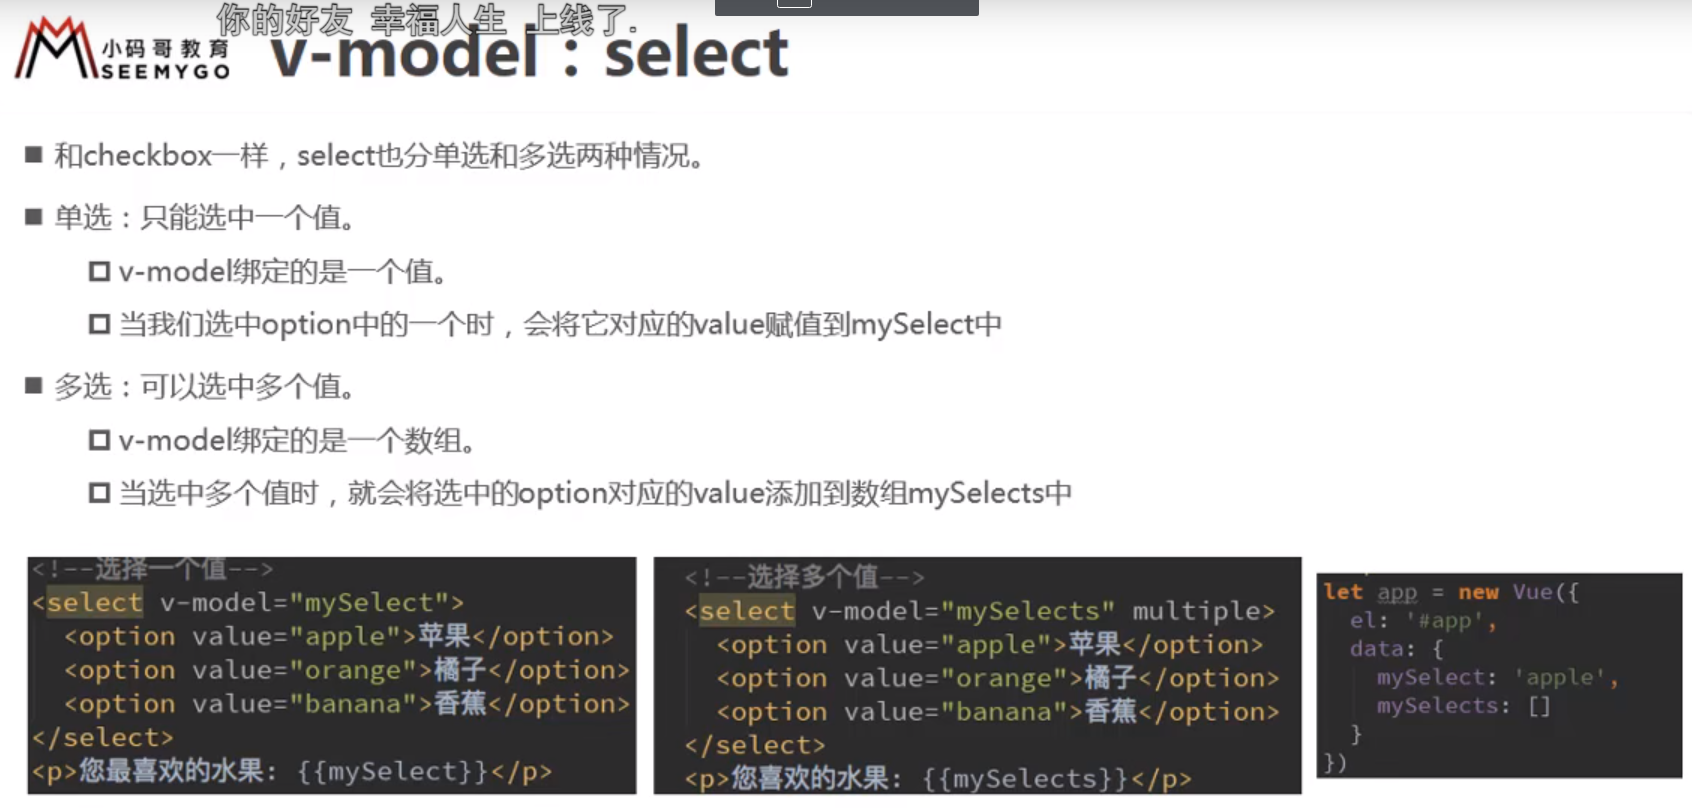 你的好友 幸福人生 上线了.
小码哥教育
SEEMYGO
v-model：select
■ 和checkbox一样，select也分单选和多选两种情况。
■ 单选：只能选中一个值。
v-model绑定的是一个值。
当我们选中option中的一个时，会将它对应的value赋值到mySelect中
■ 多选：可以选中多个值。
v-model绑定的是一个数组。
当选中多个值时，就会将选中的option对应的value添加到数组mySelects中
<!--选择一个值-->
<select v-model="mySelect">
<option value="apple">苹果</option>
<option value="orange">橘子</option>
<option value="banana">香蕉</option>
</select>
<p>您最喜欢的水果: {{mySelect}}</p>
<!--选择多个值-->
<select v-model="mySelects" multiple>
<option value="apple">苹果</option>
<option value="orange">橘子</option>
<option value="banana">香蕉</option>
</select>
<p>您喜欢的水果: {{mySelects}}</p>
let app = new Vue({
el: '#app',
data: {
mySelect: 'apple',
mySelects: []
}
})